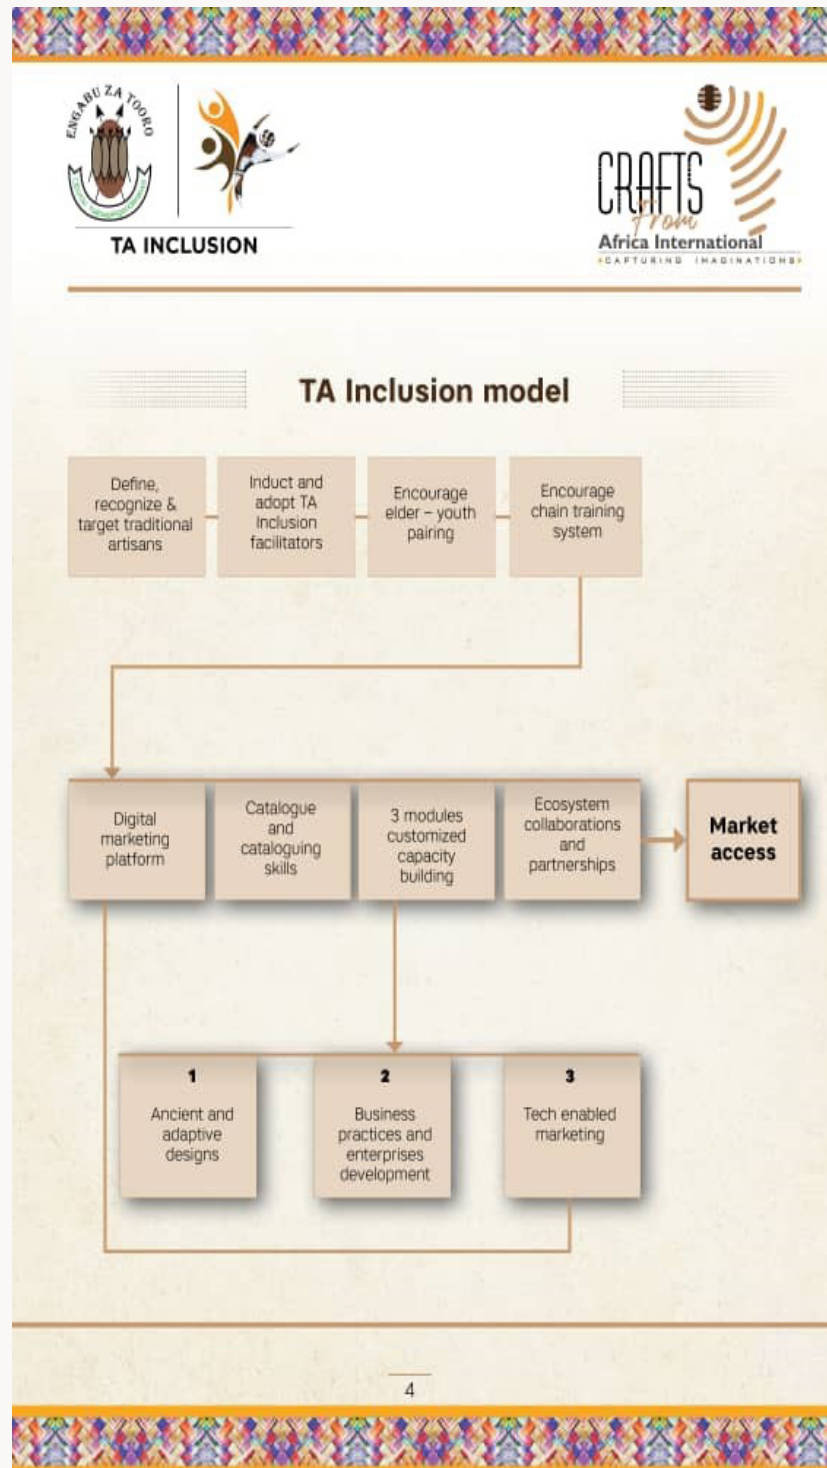 ENGABU ZA TOORO
TA INCLUSION
CRAFTS
From
Africa International
CAPTURING IMAGINATIONS
TA Inclusion model
Define,
recognize &
target traditional
artisans
Induct and
adopt TA
Inclusion
facilitators
Encourage
elder – youth
pairing
Encourage
chain training
system
Digital
marketing
platform
Catalogue
and
cataloguing
skills
3 modules
customized
capacity
building
Ecosystem
collaborations
and
partnerships
Market
access
1
Ancient and
adaptive
designs
2
Business
practices and
enterprises
development
3
Tech enabled
marketing
4